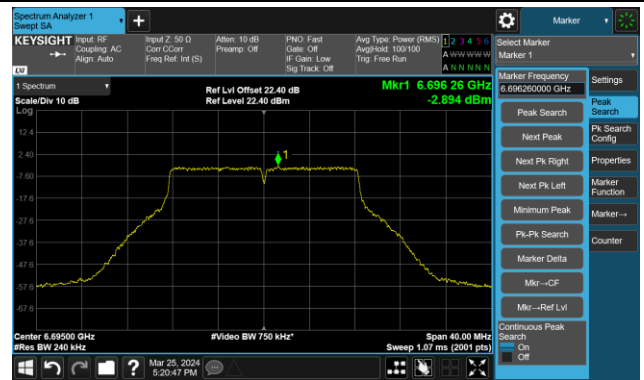 Spectrum Analyzer 1
Swept SA
Marker
KEYSIGHT
Input: RF
Coupling: AC
Align: Auto
Input Z: 50 Ω
Corr CCorr
Freq Ref: Int (S)
Atten: 10 dB
Preamp: Off
PNO: Fast
Gate: Off
IF Gain: Low
Sig Track: Off
Avg Type: Power (RMS)
Avg|Hold: 100/100
Trig: Free Run
1 2 3 4 5 6
A W W W W W
A N N N N N
LXI
1 Spectrum
Scale/Div 10 dB
Ref Lvl Offset 22.40 dB
Ref Level 22.40 dBm
Mkr1 6.696 26 GHz
-2.894 dBm
Log
12.4
2.40
-7.60
-17.6
-27.6
-37.6
-47.6
-57.6
-67.6
1
Center 6.69500 GHz
#Res BW 240 kHz
#Video BW 750 kHz*
Span 40.00 MHz
Sweep 1.07 ms (2001 pts)
Mar 25, 2024
5:20:47 PM
Select Marker
Marker 1
Marker Frequency
6.696260000 GHz
Peak Search
Next Peak
Next Pk Right
Next Pk Left
Minimum Peak
Pk-Pk Search
Marker Delta
Mkr→CF
Mkr→Ref Lvl
Continuous Peak
Search
On
Off
Settings
Peak
Search
Pk Search
Config
Properties
Marker
Function
Marker→
Counter